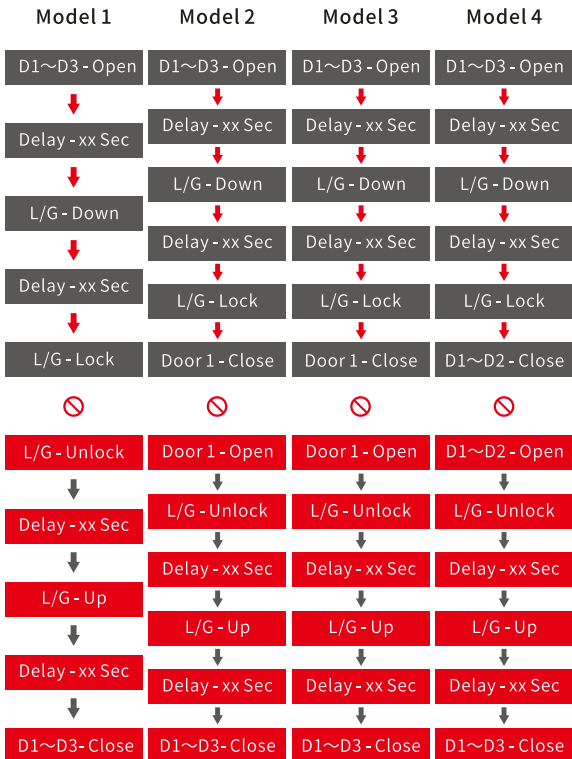 Model 1 Model 2 Model 3 Model 4
D1~D3-Open D1~D3-Open D1~D3-Open D1~D3-Open
Delay-xx Sec Delay-xx Sec Delay-xx Sec Delay-xx Sec
L/G-Down L/G-Down L/G-Down L/G-Down
Delay-xx Sec Delay-xx Sec Delay-xx Sec Delay-xx Sec
L/G-Lock L/G-Lock L/G-Lock
L/G-Lock Door 1-Close Door 1-Close D1~D2-Close
L/G-Unlock Door 1-Open Door 1-Open D1~D2-Open
Delay-xx Sec L/G-Unlock L/G-Unlock L/G-Unlock
Delay-xx Sec Delay-xx Sec Delay-xx Sec
L/G-Up L/G-Up L/G-Up L/G-Up
Delay-xx Sec Delay-xx Sec Delay-xx Sec Delay-xx Sec
D1~D3-Close D1~D3-Close D1~D3-Close D1~D3-Close